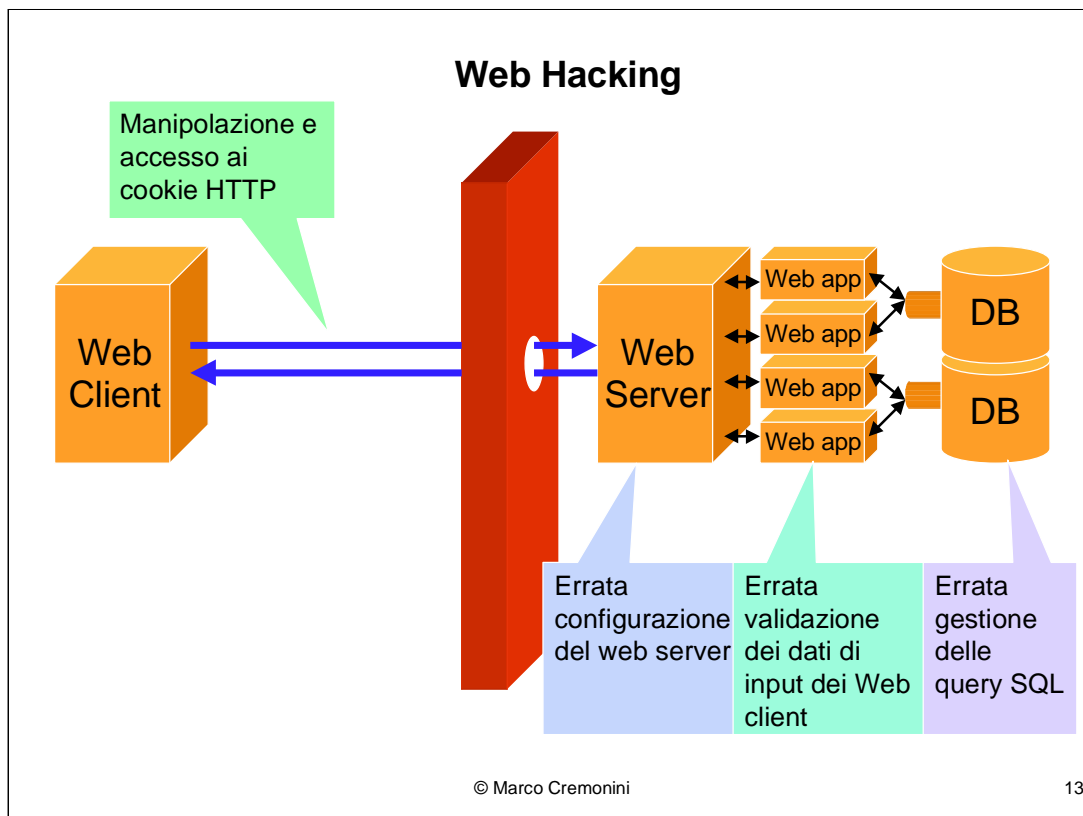 Web Hacking
Manipolazione e
accesso ai
cookie HTTP
Web
Client
Web
Server
Web app
Web app
Web app
Web app
DB
DB
Errata
configurazione
del web server
Errata
validazione
dei dati di
input dei Web
client
Errata
gestione
delle
query SQL
© Marco Cremonini
13